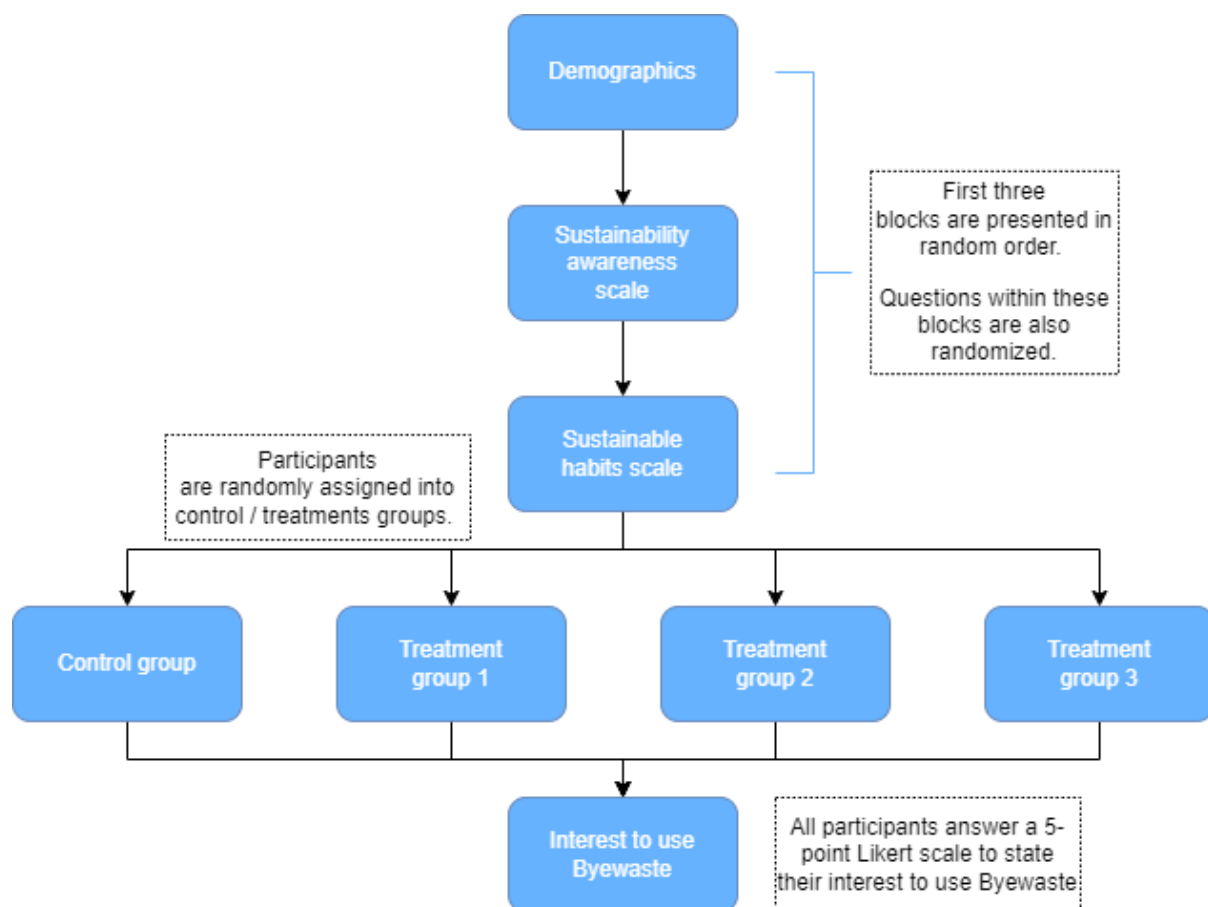 Demographics
First three
blocks are presented in
random order.
Questions within these
blocks are also
randomized.
Sustainability
awareness
scale
Sustainable
habits scale
Participants
are randomly assigned into
control / treatments groups.
Control group
Treatment
group 1
Treatment
group 2
Treatment
group 3
Interest to use
Byewaste
All participants answer a 5-
point Likert scale to state
their interest to use Byewaste